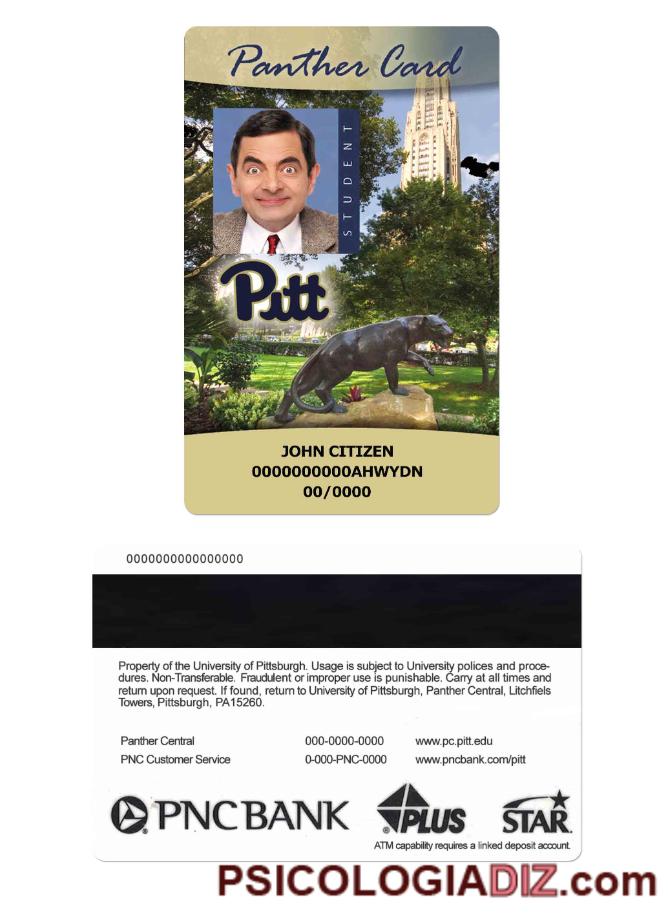 Panther Card
STUDENT
Pitt
JOHN CITIZEN
0000000000AHWYDN
00/0000
0000000000000000
Property of the University of Pittsburgh. Usage is subject to University polices and proce-
dures. Non-Transferable. Fraudulent or improper use is punishable. Carry at all times and
return upon request. If found, return to University of Pittsburgh, Panther Central, Litchfiels
Towers, Pittsburgh, PA15260.
Panther Central 000-0000-0000 www.pc.pitt.edu
PNC Customer Service 0-000-PNC-0000 www.pncbank.com/pitt
PNCBANK PLUS STAR
ATM capability requires a linked deposit account.
PSICOLOGIADIZ.com